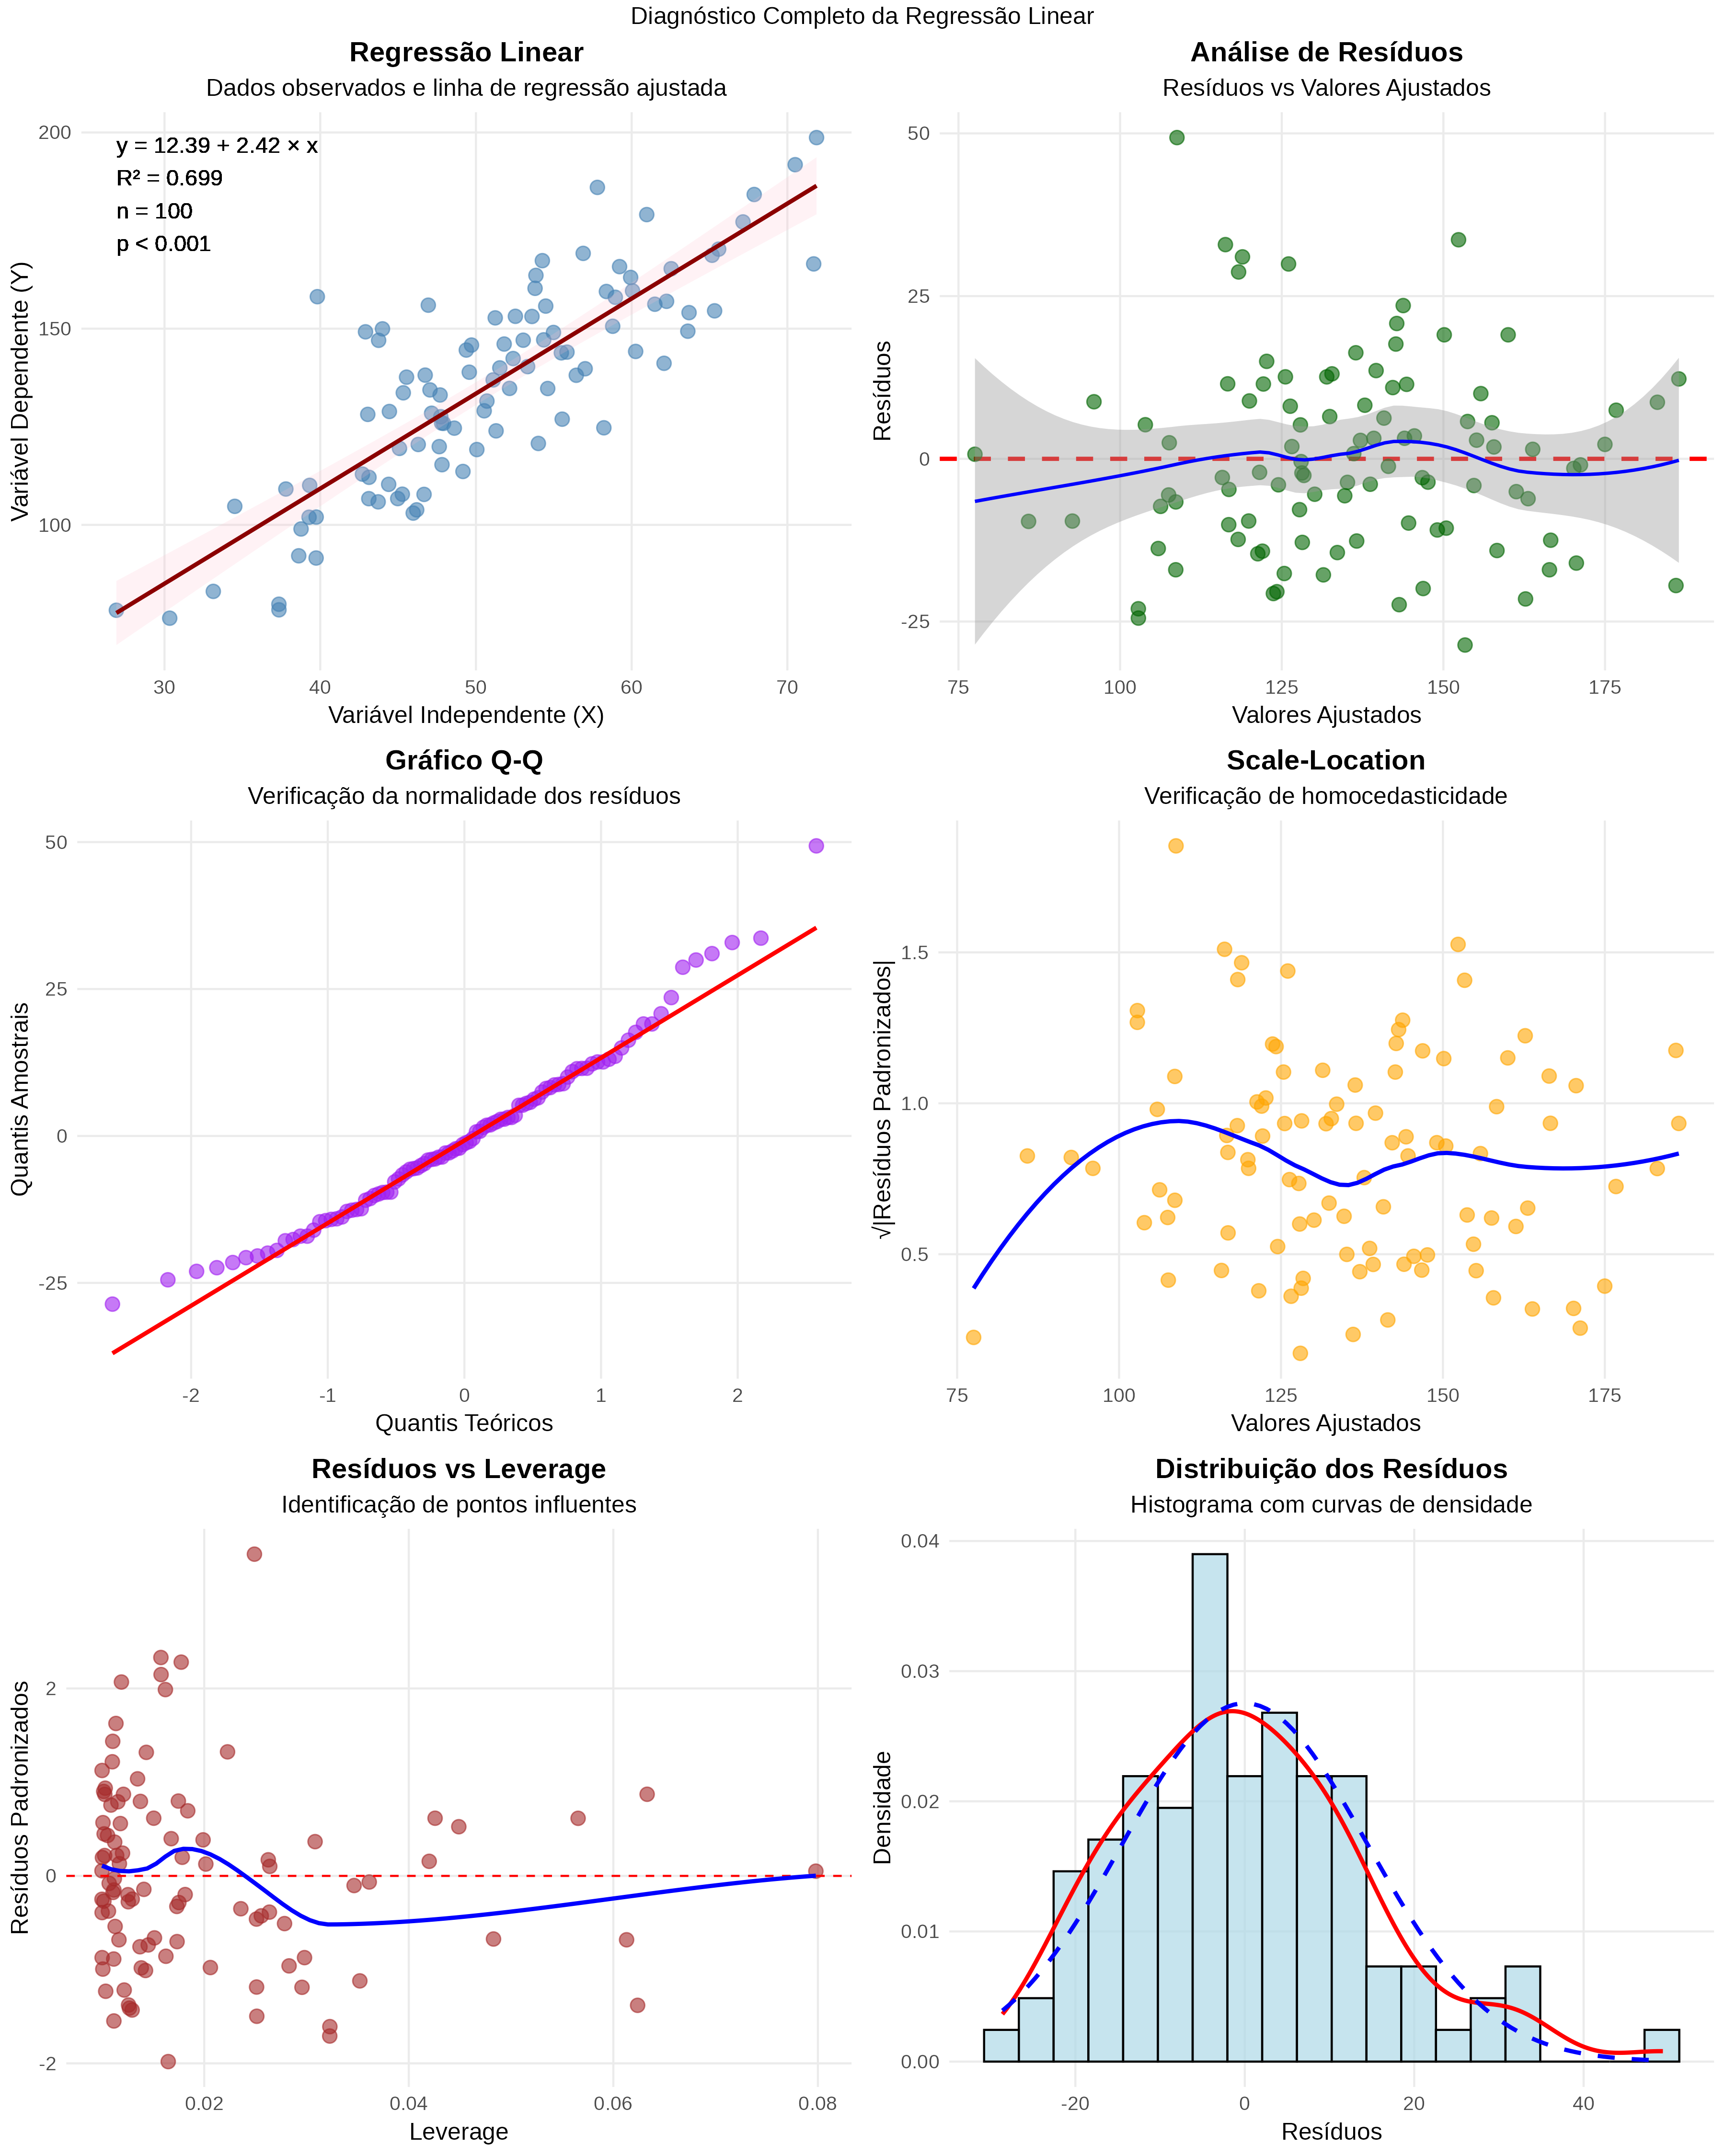 Diagnóstico Completo da Regressão Linear
Regressão Linear
Dados observados e linha de regressão ajustada
y = 12.39 + 2.42 × x
R² = 0.699
n = 100
p < 0.001
200
150
100
30 40 50 60 70
Variável Independente (X)
Variável Dependente (Y)
Análise de Resíduos
Resíduos vs Valores Ajustados
50
25
0
-25
75 100 125 150 175
Valores Ajustados
Resíduos
Gráfico Q-Q
Verificação da normalidade dos resíduos
50
25
0
-25
-2 -1 0 1 2
Quantis Teóricos
Quantis Amostrais
Scale-Location
Verificação de homocedasticidade
1.5
1.0
0.5
75 100 125 150 175
Valores Ajustados
√|Resíduos Padronizados|
Resíduos vs Leverage
Identificação de pontos influentes
2
0
-2
0.02 0.04 0.06 0.08
Leverage
Resíduos Padronizados
Distribuição dos Resíduos
Histograma com curvas de densidade
0.04
0.03
0.02
0.01
0.00
-20 0 20 40
Resíduos
Densidade